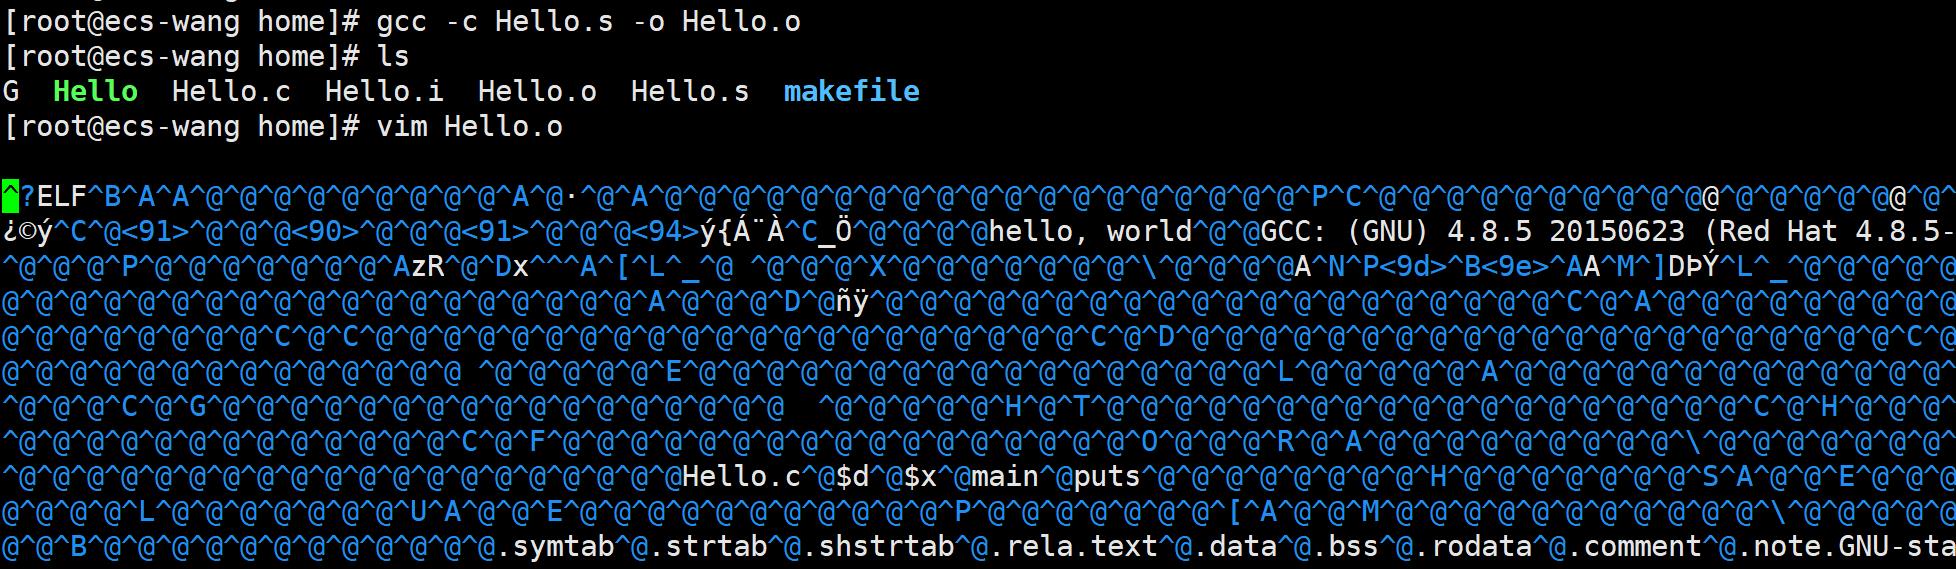 [root@ecs-wang home]# gcc -c Hello.s -o Hello.o
[root@ecs-wang home]# ls
G  Hello  Hello.c  Hello.i  Hello.o  Hello.s  makefile
[root@ecs-wang home]# vim Hello.o
^?ELF^B^A^A^@^@^@^@^@^@^@^@^@^A^@·^@^A^@^@^@^@^@^@^@^@^@^@^@^@^@^@^@^@^@^@^@^P^C^@^@^@^@^@^@^@^@^@^@@^@^@^@^@^@@^@^
¿©ý^C^@<91>^@^@^@<90>^@^@^@<91>^@^@^@<94>ý{Á¨À^C_Ö^@^@^@^@hello, world^@^@GCC: (GNU) 4.8.5 20150623 (Red Hat 4.8.5-
^@^@^@^P^@^@^@^@^@^@^@^AzR^@^Dx^^^A^[^L^_^@ ^@^@^@^X^@^@^@^@^@^@^@^\^@^@^@^@A^N^P<9d>^B<9e>^AA^M^]DÞÝ^L^_^@^@^@^@^@
@^@^@^@^@^@^@^@^@^@^@^@^@^@^@^@^@^@^@^A^@^@^@^D^@ñÿ^@^@^@^@^@^@^@^@^@^@^@^@^@^@^@^@^@^@^@^@^C^@^A^@^@^@^@^@^@^@^@^@
@^@^@^@^@^@^@^@^C^@^C^@^@^@^@^@^@^@^@^@^@^@^@^@^@^@^@^@^@^@^@^@^C^@^D^@^@^@^@^@^@^@^@^@^@^@^@^@^@^@^@^@^@^@^@^@^C^@
@^@^@^@^@^@^@^@^@^@^@^@^@^@ ^@^@^@^@^@^E^@^@^@^@^@^@^@^@^@^@^@^@^@^@^@^@^@^L^@^@^@^@^@^A^@^@^@^@^@^@^@^@^@^@^@^@^@^
^@^@^@^C^@^G^@^@^@^@^@^@^@^@^@^@^@^@^@^@^@^@^@  ^@^@^@^@^@^H^@^T^@^@^@^@^@^@^@^@^@^@^@^@^@^@^@^@^@^@^@^C^@^H^@^@^@^
^@^@^@^@^@^@^@^@^@^@^@^@^@^C^@^F^@^@^@^@^@^@^@^@^@^@^@^@^@^@^@^@^@^O^@^@^@^R^@^A^@^@^@^@^@^@^@^@^@^\^@^@^@^@^@^@^@^
^@^@^@^@^@^@^@^@^@^@^@^@^@^@^@^@^@^@^@^@Hello.c^@$d^@$x^@main^@puts^@^@^@^@^@^@^@^@^H^@^@^@^@^@^@^@^S^A^@^@^E^@^@^@
@^@^@^@^L^@^@^@^@^@^@^@^U^A^@^@^E^@^@^@^@^@^@^@^@^@^@^@^P^@^@^@^@^@^@^@^[^A^@^@^M^@^@^@^@^@^@^@^@^@^@^@^\^@^@^@^@^@
@^@^B^@^@^@^@^@^@^@^@^@^@^@^@.symtab^@.strtab^@.shstrtab^@.rela.text^@.data^@.bss^@.rodata^@.comment^@.note.GNU-sta